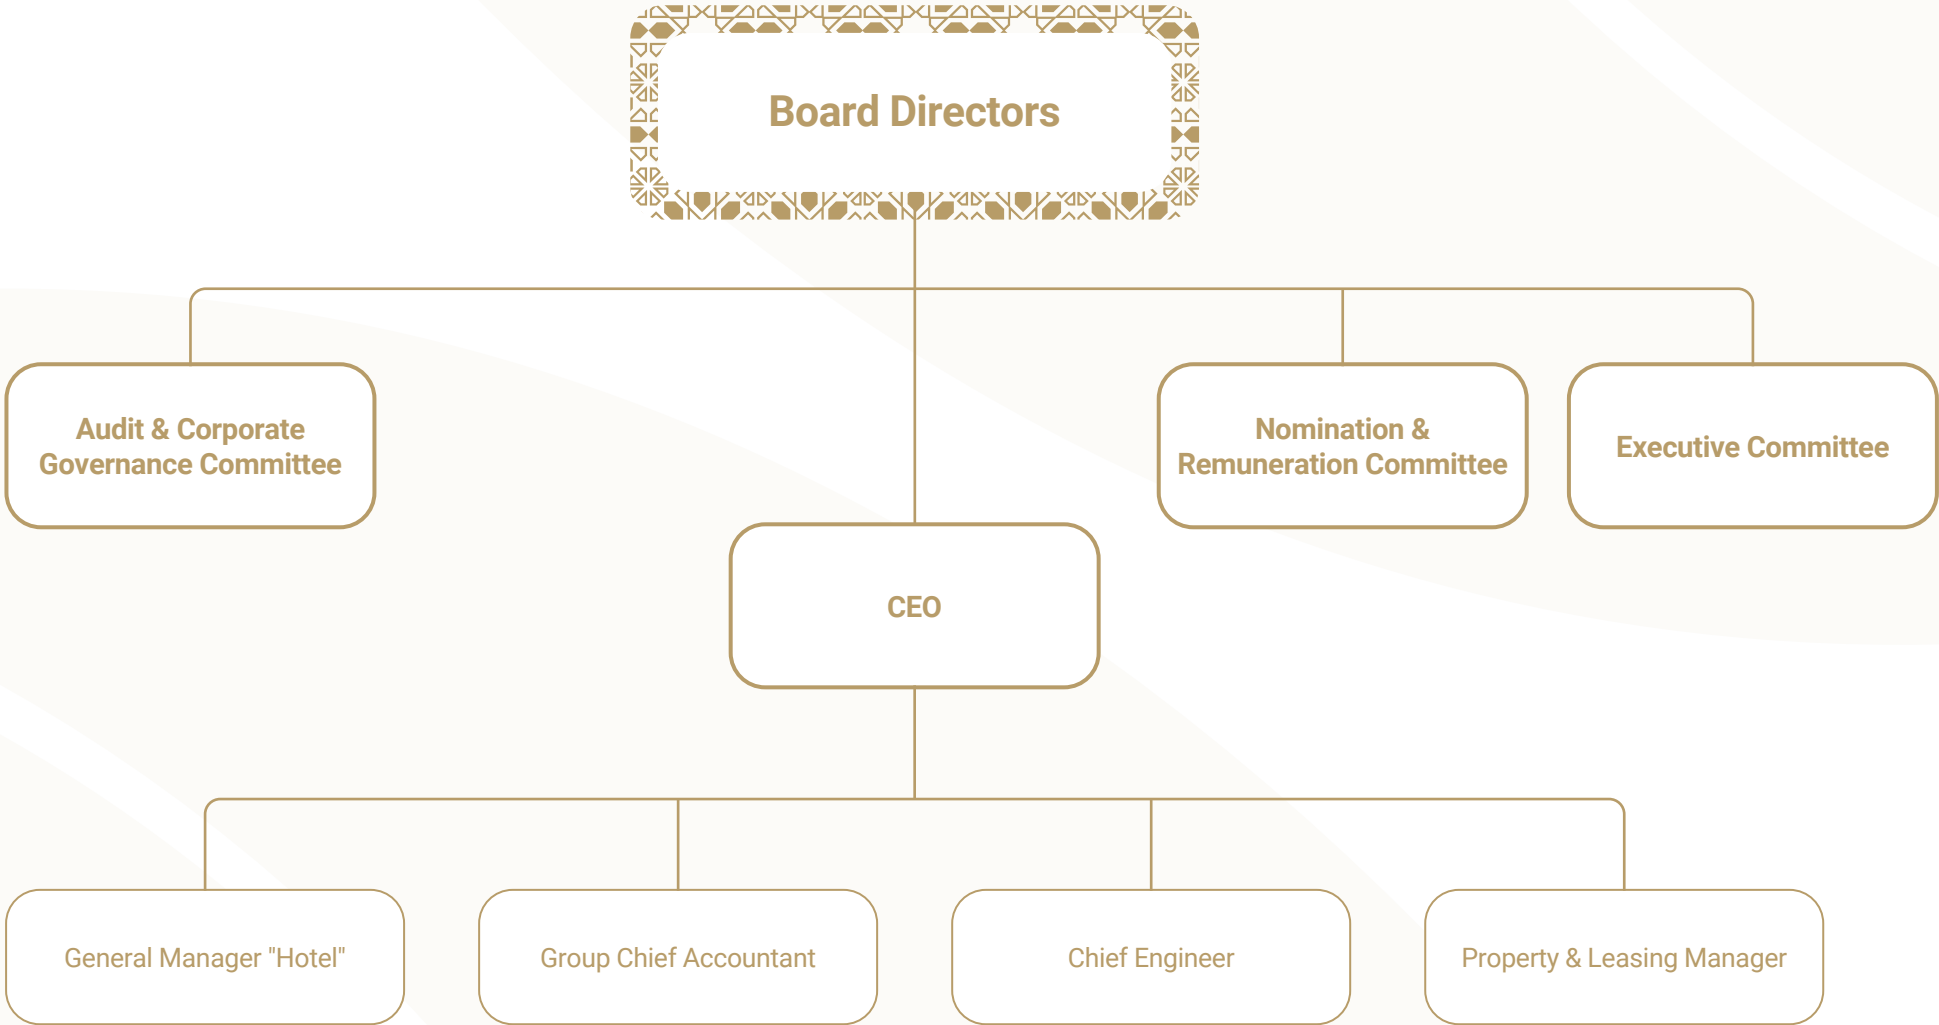 Board Directors
Audit & Corporate
Governance Committee
Nomination &
Remuneration Committee
Executive Committee
CEO
General Manager "Hotel"
Group Chief Accountant
Chief Engineer
Property & Leasing Manager